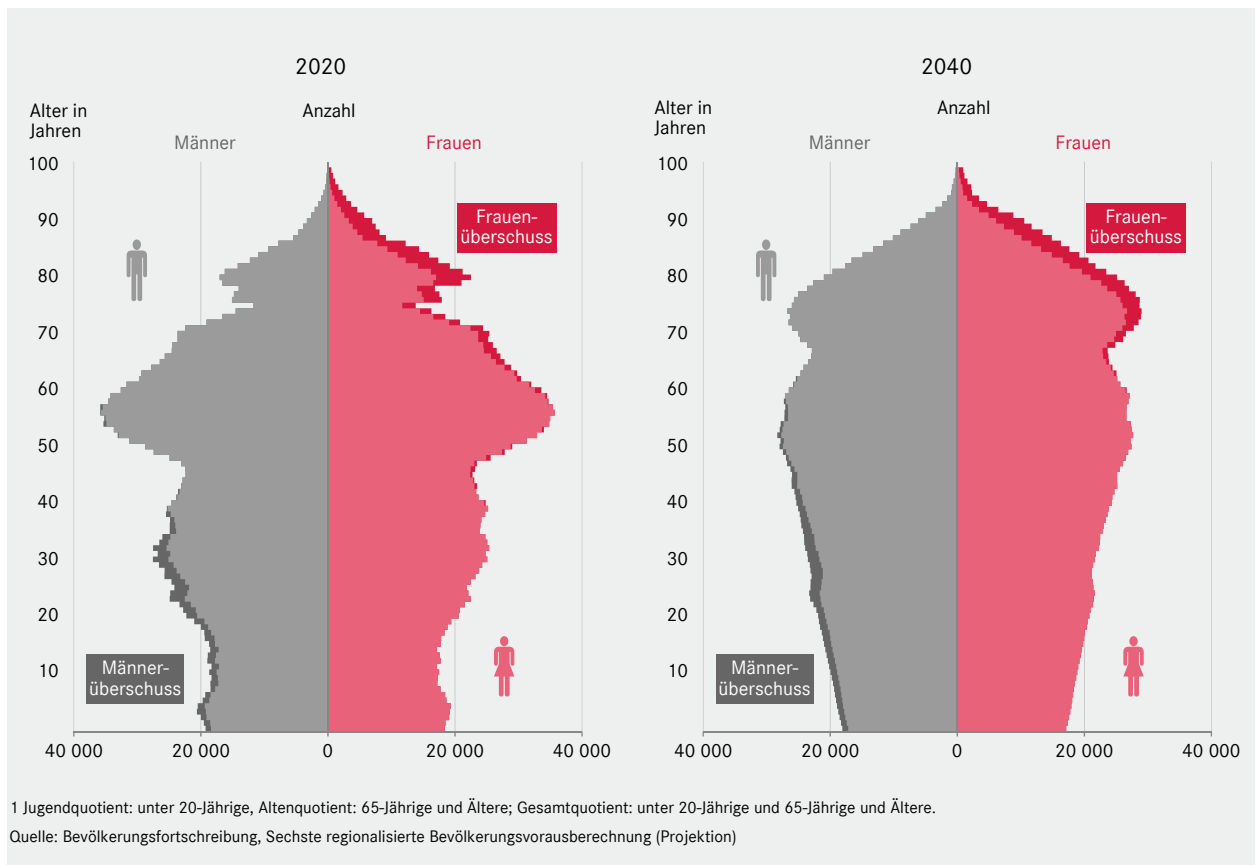 2020
Alter in
Jahren
Anzahl
Männer
Frauen
100
90
80
70
60
50
40
30
20
10
Frauen-
überschuss
Männer-
überschuss
40 000
20 000
0
20 000
40 000
2040
Alter in
Jahren
Anzahl
Männer
Frauen
100
90
80
70
60
50
40
30
20
10
Frauen-
überschuss
Männer-
überschuss
40 000
20 000
0
20 000
40 000
1 Jugendquotient: unter 20-Jährige, Altenquotient: 65-Jährige und Ältere; Gesamtquotient: unter 20-Jährige und 65-Jährige und Ältere.
Quelle: Bevölkerungsfortschreibung, Sechste regionalisierte Bevölkerungsvorausberechnung (Projektion)